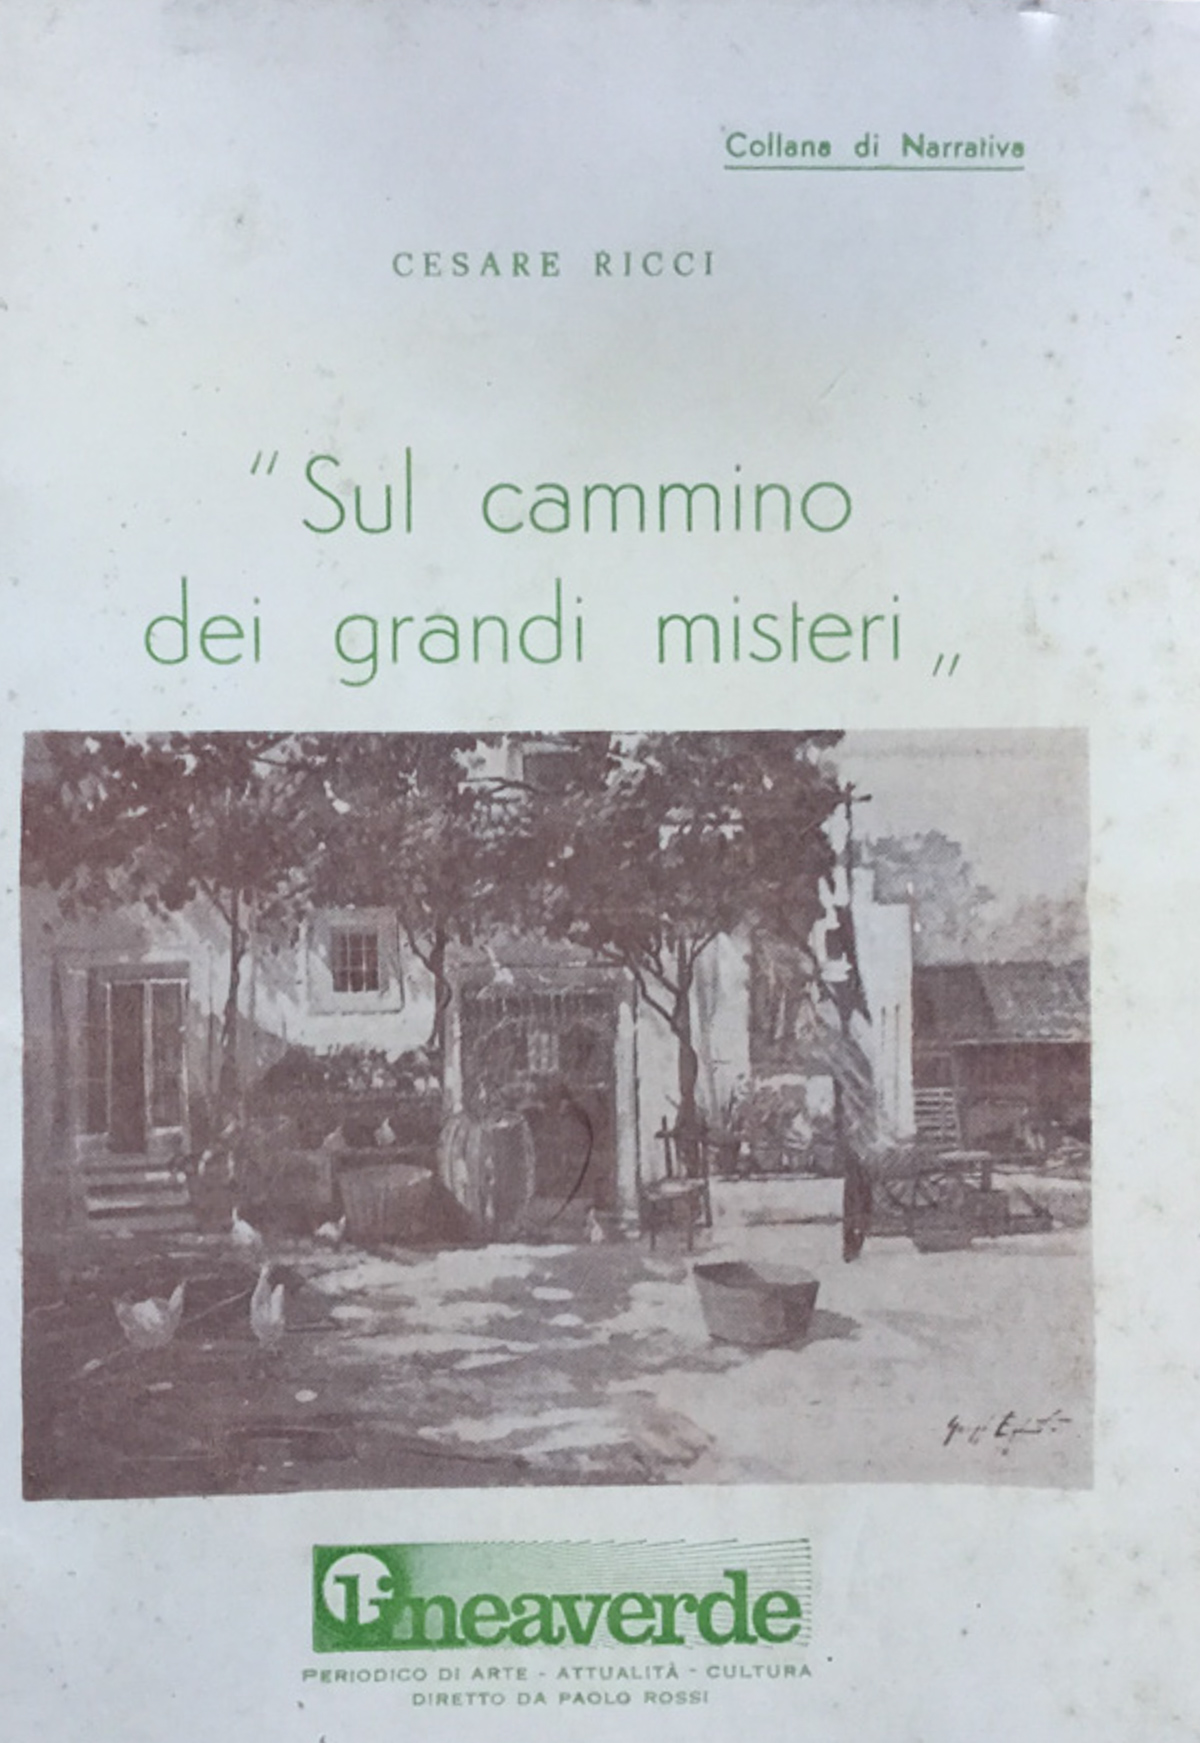 Collana di Narrativa
CESARE RICCI
“Sul cammino
dei grandi misteri„
lineaverde
PERIODICO DI ARTE - ATTUALITÀ - CULTURA
DIRETTO DA PAOLO ROSSI